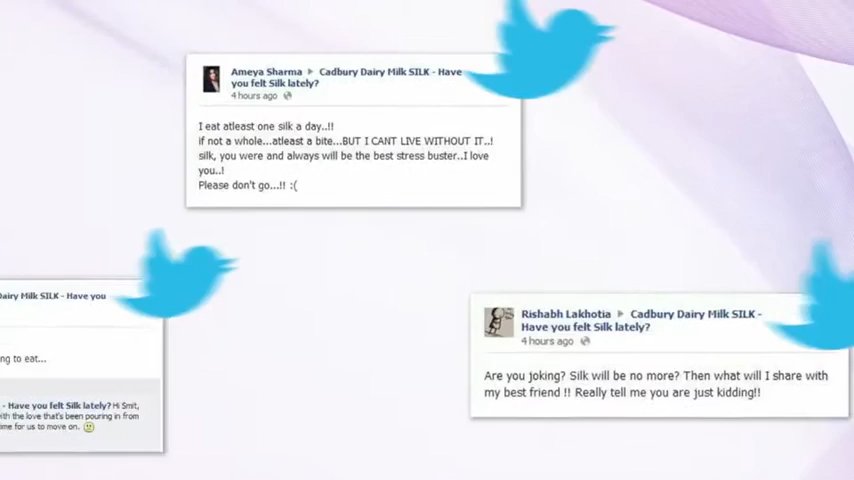 Ameya Sharma ▸ Cadbury Dairy Milk SILK - Have
you felt Silk lately?
4 hours ago
I eat atleast one silk a day..!!
if not a whole...atleast a bite...BUT I CANT LIVE WITHOUT IT..!
silk, you were and always will be the best stress buster..I love
you..!
Please don't go...!! :(
Dairy Milk SILK - Have you
ng to eat...
- Have you felt Silk lately? Hi Smit,
with the love that's been pouring in from
ime for us to move on.
Rishabh Lakhotia ▸ Cadbury Dairy Milk SILK -
Have you felt Silk lately?
4 hours ago
Are you joking? Silk will be no more? Then what will I share with
my best friend !! Really tell me you are just kidding!!